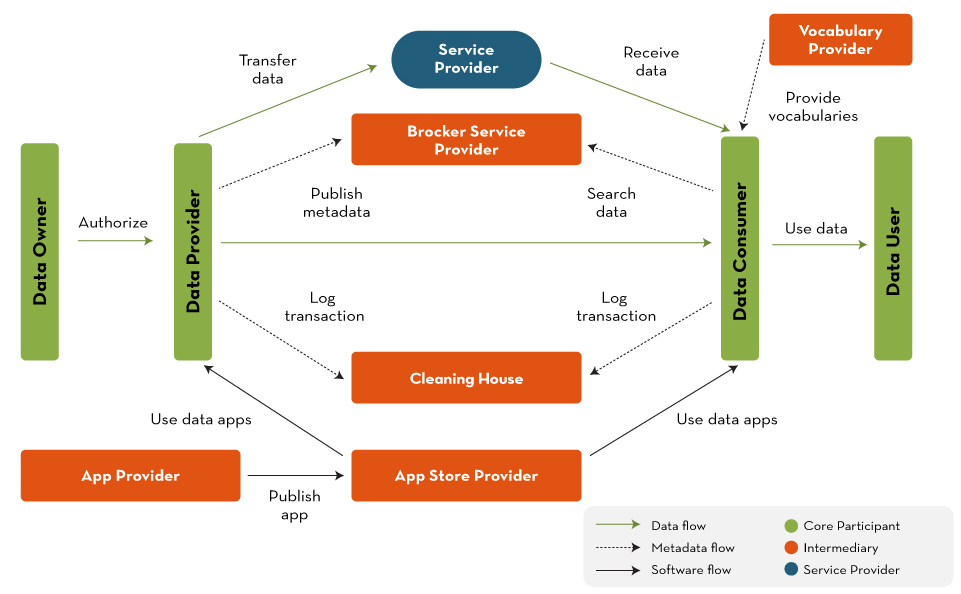 Service
Provider
Vocabulary
Provider
Transfer
data
Receive
data
Provide
vocabularies
Brocker Service
Provider
Data Owner
Authorize
Data Provider
Publish
metadata
Search
data
Data Consumer
Use data
Data User
Log
transaction
Log
transaction
Cleaning House
Use data apps
Use data apps
App Provider
Publish
app
App Store Provider
Data flow
Core Participant
Metadata flow
Intermediary
Software flow
Service Provider